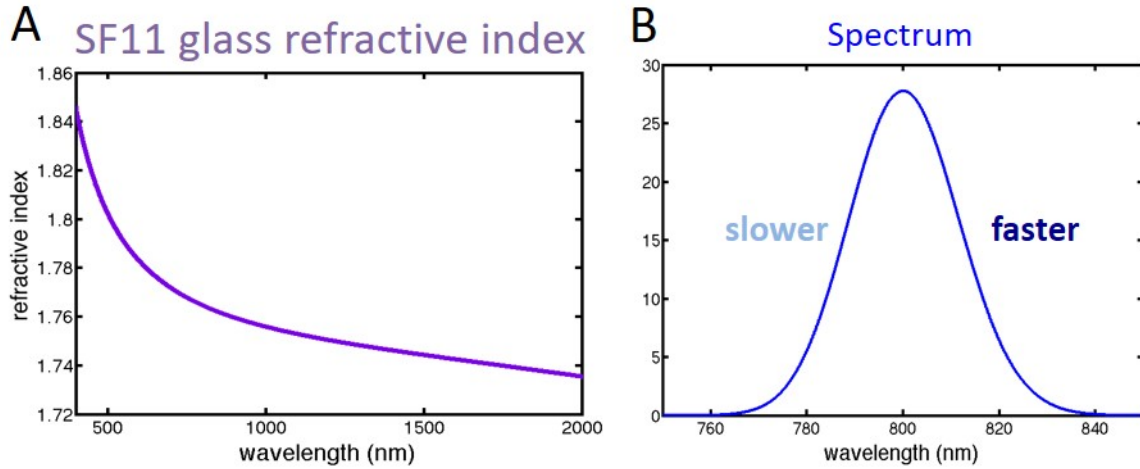 A
SF11 glass refractive index
1.86
1.84
1.82
1.8
1.78
1.76
1.74
1.72
refractive index
500
1000
1500
2000
wavelength (nm)
B
Spectrum
30
25
20
15
10
5
0
slower
faster
760
780
800
820
840
wavelength (nm)